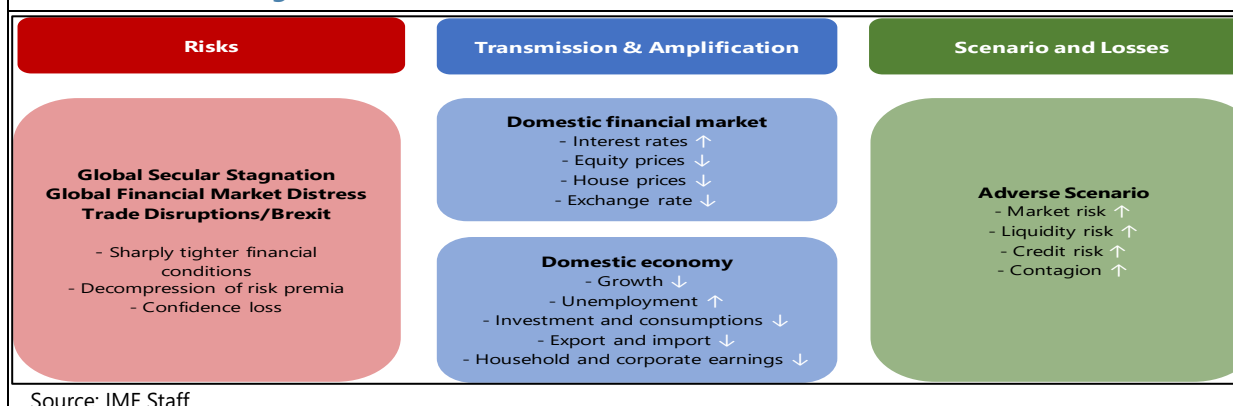 Risks
Global Secular Stagnation
Global Financial Market Distress
Trade Disruptions/Brexit
- Sharply tighter financial
conditions
- Decompression of risk premia
- Confidence loss
Transmission & Amplification
Domestic financial market
- Interest rates ↑
- Equity prices ↓
- House prices ↓
- Exchange rate ↓
Domestic economy
- Growth ↓
- Unemployment ↑
- Investment and consumptions ↓
- Export and import ↓
- Household and corporate earnings ↓
Scenario and Losses
Adverse Scenario
- Market risk ↑
- Liquidity risk ↑
- Credit risk ↑
- Contagion ↑
Source: IMF Staff